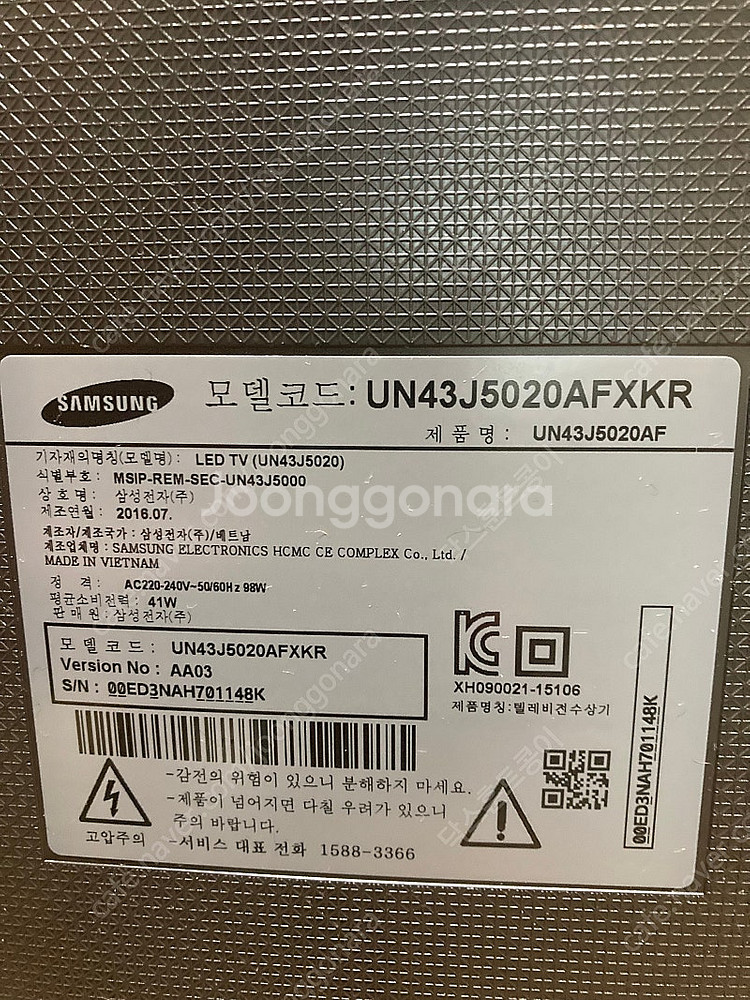 SAMSUNG 모델코드: UN43J5020AFXKR
제 품 명 : UN43J5020AF
기자재의명칭(모델명) : LED TV (UN43J5020)
식별부호 : MSIP-REM-SEC-UN43J5000
상 호 명 : 삼성전자(주)
제조연월 : 2016.07.
제조자/제조국가 : 삼성전자(주)/베트남
제조업체명 : SAMSUNG ELECTRONICS HCMC CE COMPLEX Co., Ltd. /
MADE IN VIETNAM
정 격 : AC220-240V~50/60Hz 98W
평균소비전력 : 41W
판 매 원 : 삼성전자(주)
모 델 코 드 : UN43J5020AFXKR
Version No : AA03
S/N : 00ED3NAH701148K
XH090021-15106
제품명칭:텔레비전수상기
00ED3NAH701148K
-감전의 위험이 있으니 분해하지 마세요.
-제품이 넘어지면 다칠 우려가 있으니
주의 바랍니다.
고압주의 -서비스 대표 전화 1588-3366
Joonggonara